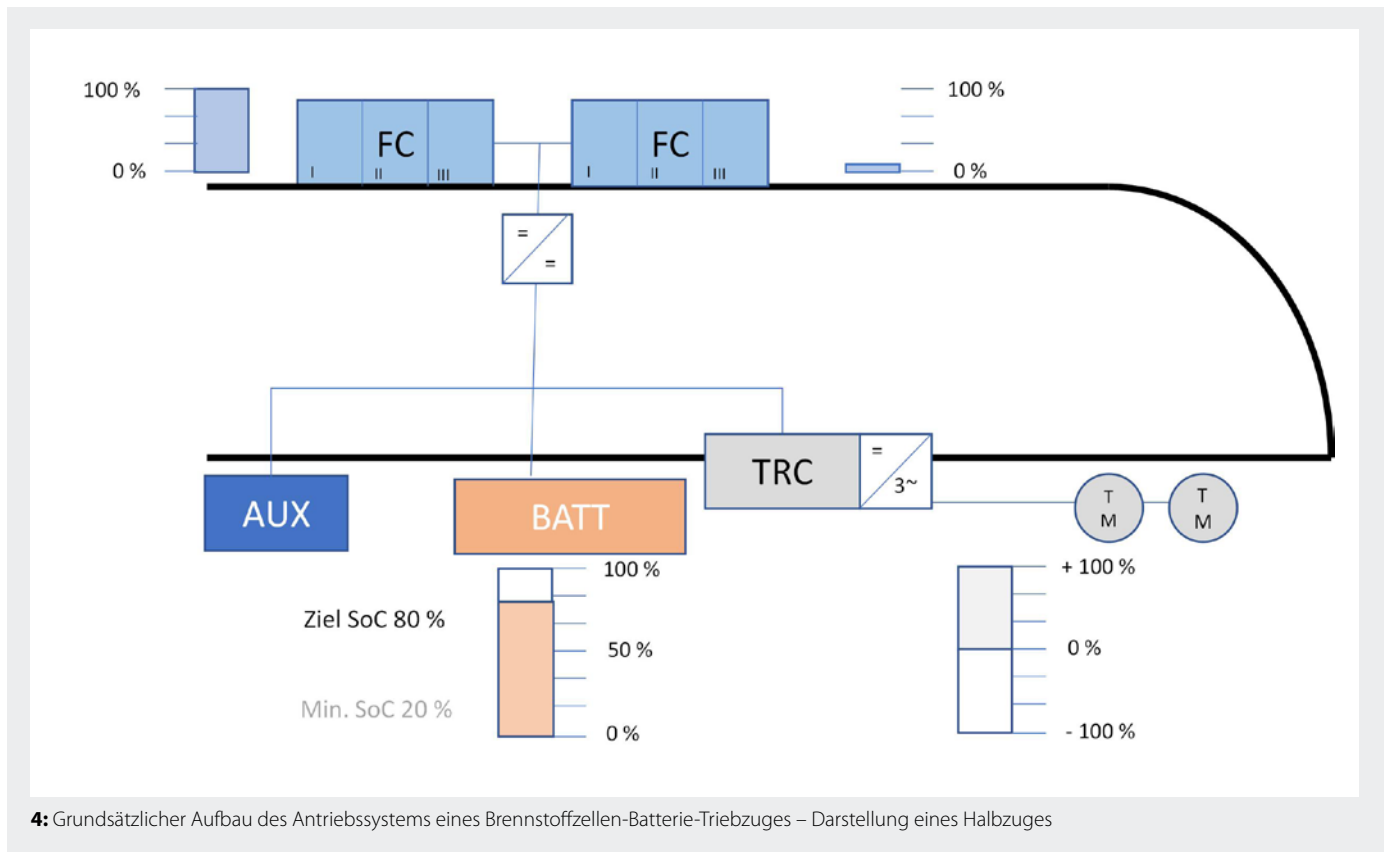 100 %
0 %
FC
I II III
FC
I II III
100 %
0 %
=
=
AUX
BATT
TRC
=
3~
T
M
T
M
Ziel SoC 80 %
Min. SoC 20 %
100 %
50 %
0 %
+ 100 %
0 %
- 100 %
4: Grundsätzlicher Aufbau des Antriebssystems eines Brennstoffzellen-Batterie-Triebzuges – Darstellung eines Halbzuges